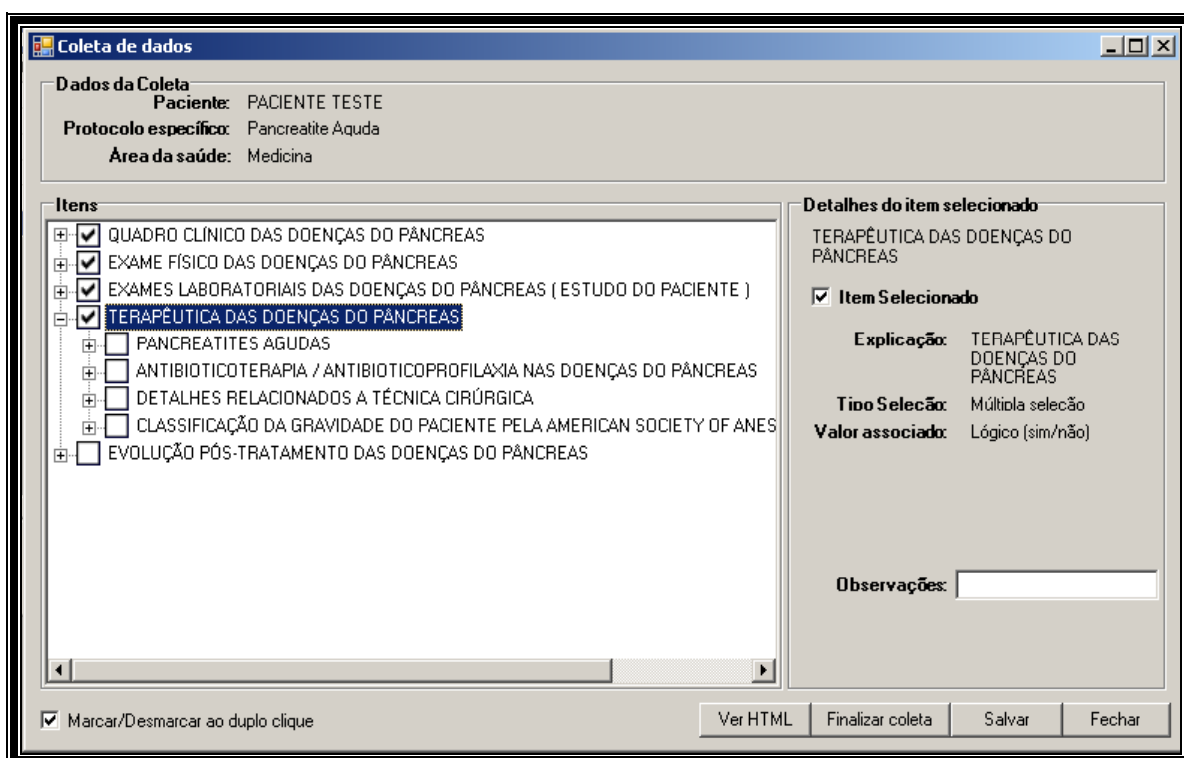 Coleta de dados
Dados da Coleta
Paciente: PACIENTE TESTE
Protocolo específico: Pancreatite Aguda
Área da saúde: Medicina
Itens
QUADRO CLÍNICO DAS DOENÇAS DO PÂNCREAS
EXAME FÍSICO DAS DOENÇAS DO PÂNCREAS
EXAMES LABORATORIAIS DAS DOENÇAS DO PÂNCREAS ( ESTUDO DO PACIENTE )
TERAPÊUTICA DAS DOENÇAS DO PÂNCREAS
PANCREATITES AGUDAS
ANTIBIOTICOTERAPIA / ANTIBIOTICOPROFILAXIA NAS DOENÇAS DO PÂNCREAS
DETALHES RELACIONADOS A TÉCNICA CIRÚRGICA
CLASSIFICAÇÃO DA GRAVIDADE DO PACIENTE PELA AMERICAN SOCIETY OF ANES
EVOLUÇÃO PÓS-TRATAMENTO DAS DOENÇAS DO PÂNCREAS
Detalhes do item selecionado
TERAPÊUTICA DAS DOENÇAS DO
PÂNCREAS
Item Selecionado
Explicação: TERAPÊUTICA DAS
DOENÇAS DO
PÂNCREAS
Tipo Seleção: Múltipla seleção
Valor associado: Lógico (sim/não)
Observações:
Marcar/Desmarcar ao duplo clique
Ver HTML
Finalizar coleta
Salvar
Fechar